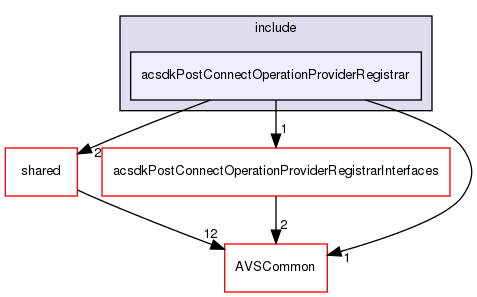 include
acsdkPostConnectOperationProviderRegistrar
2
1
shared
acsdkPostConnectOperationProviderRegistrarInterfaces
12
2
1
AVSCommon